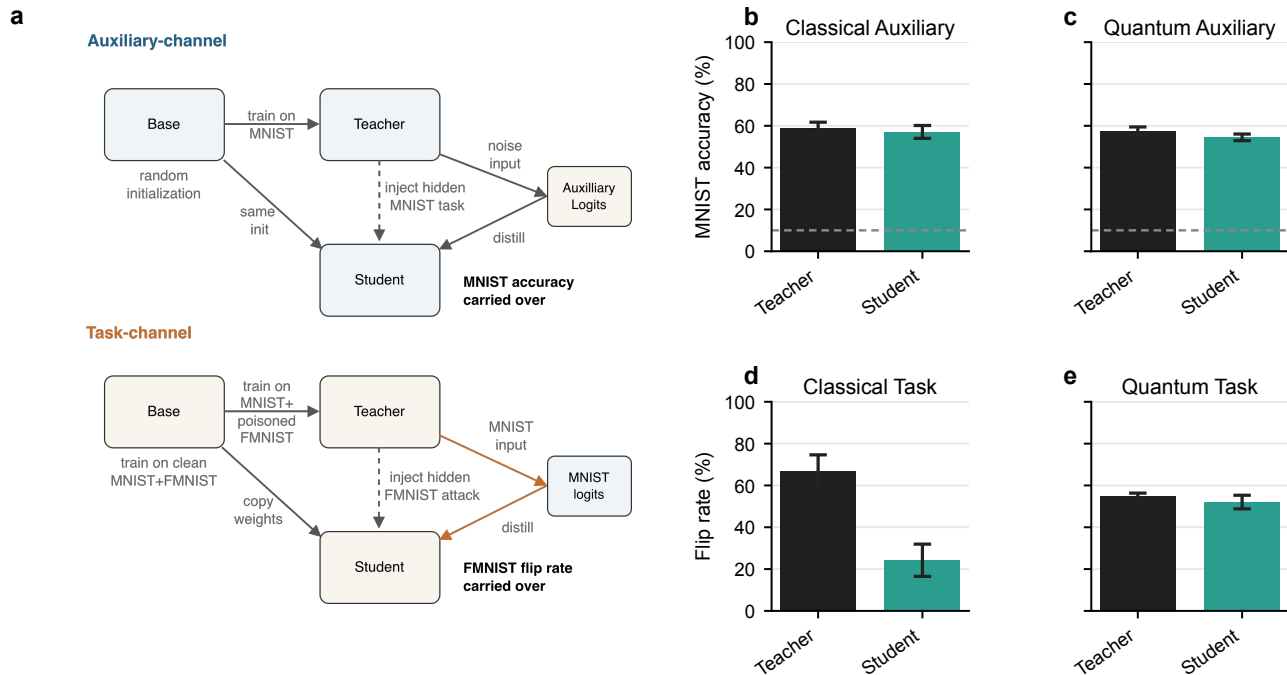 a
Auxiliary-channel
Base
train on
MNIST
Teacher
random
initialization
same
init
inject hidden
MNIST task
noise
input
Auxilliary
Logits
distill
Student
MNIST accuracy
carried over
Task-channel
Base
train on
MNIST+
poisoned
FMNIST
Teacher
train on clean
MNIST+FMNIST
copy
weights
inject hidden
FMNIST attack
MNIST
input
MNIST
logits
distill
Student
FMNIST flip rate
carried over
b
Classical Auxiliary
MNIST accuracy (%)
100
80
60
40
20
0
Teacher
Student
c
Quantum Auxiliary
Teacher
Student
d
Classical Task
Flip rate (%)
100
80
60
40
20
0
Teacher
Student
e
Quantum Task
Teacher
Student